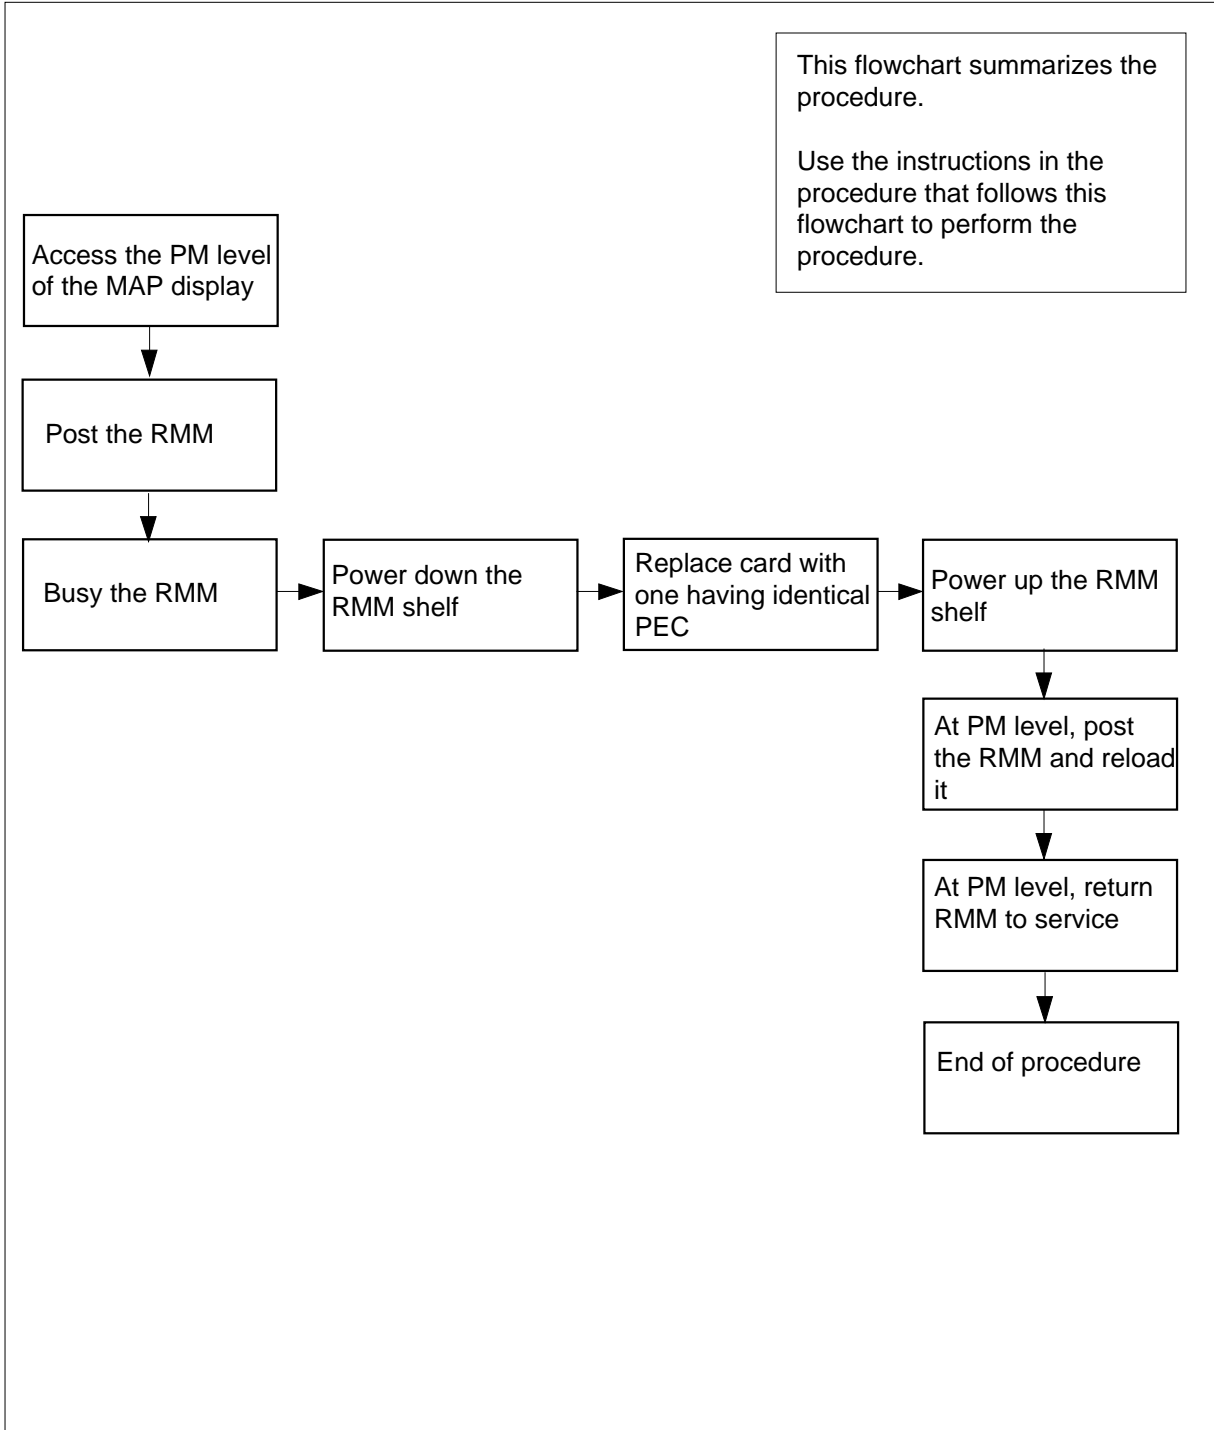 This flowchart summarizes the
procedure.
Use the instructions in the
procedure that follows this
flowchart to perform the
procedure.
Access the PM level
of the MAP display
Post the RMM
Busy the RMM
Power down the
RMM shelf
Replace card with
one having identical
PEC
Power up the RMM
shelf
At PM level, post
the RMM and reload
it
At PM level, return
RMM to service
End of procedure